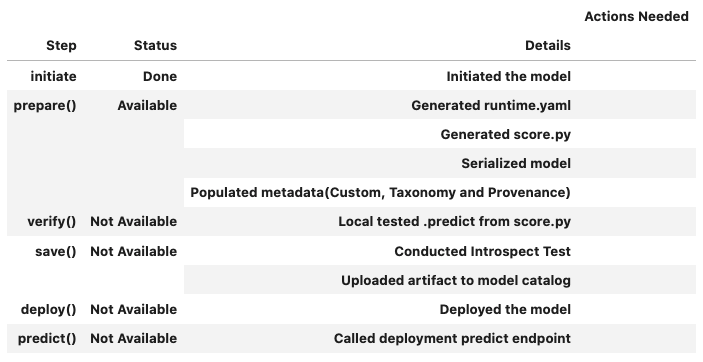 Actions Needed
Step Status Details
initiate Done Initiated the model
prepare() Available Generated runtime.yaml
Generated score.py
Serialized model
Populated metadata(Custom, Taxonomy and Provenance)
verify() Not Available Local tested .predict from score.py
save() Not Available Conducted Introspect Test
Uploaded artifact to model catalog
deploy() Not Available Deployed the model
predict() Not Available Called deployment predict endpoint